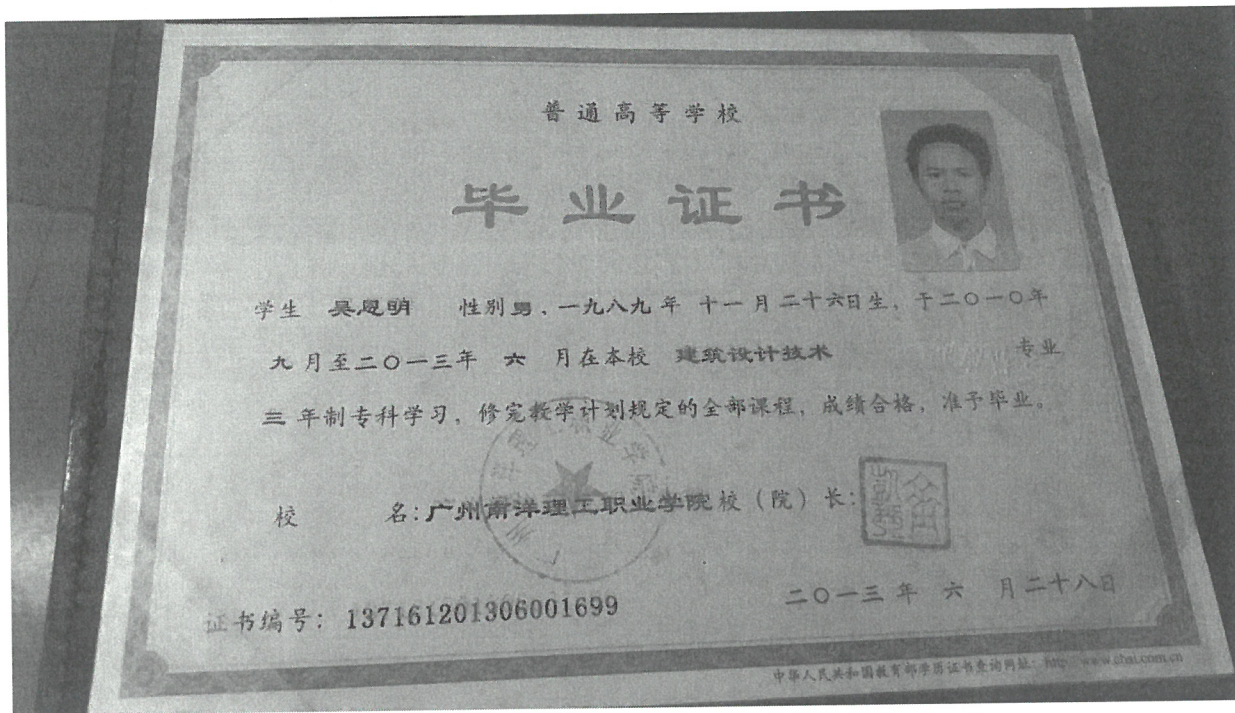 普通高等学校
毕业证书
学生 吴恩明 性别男，一九八九年 十一月二十六日生，于二〇一〇年
九月至二〇一三年 六 月在本校 建筑设计技术 专业
三年制专科学习，修完教学计划规定的全部课程，成绩合格，准予毕业。
校 名：广州南洋理工职业学院 校（院）长：
证书编号：137161201306001699
二〇一三年 六 月二十八日
中华人民共和国教育部学历证书查询网址：http www.chsi.com.cn